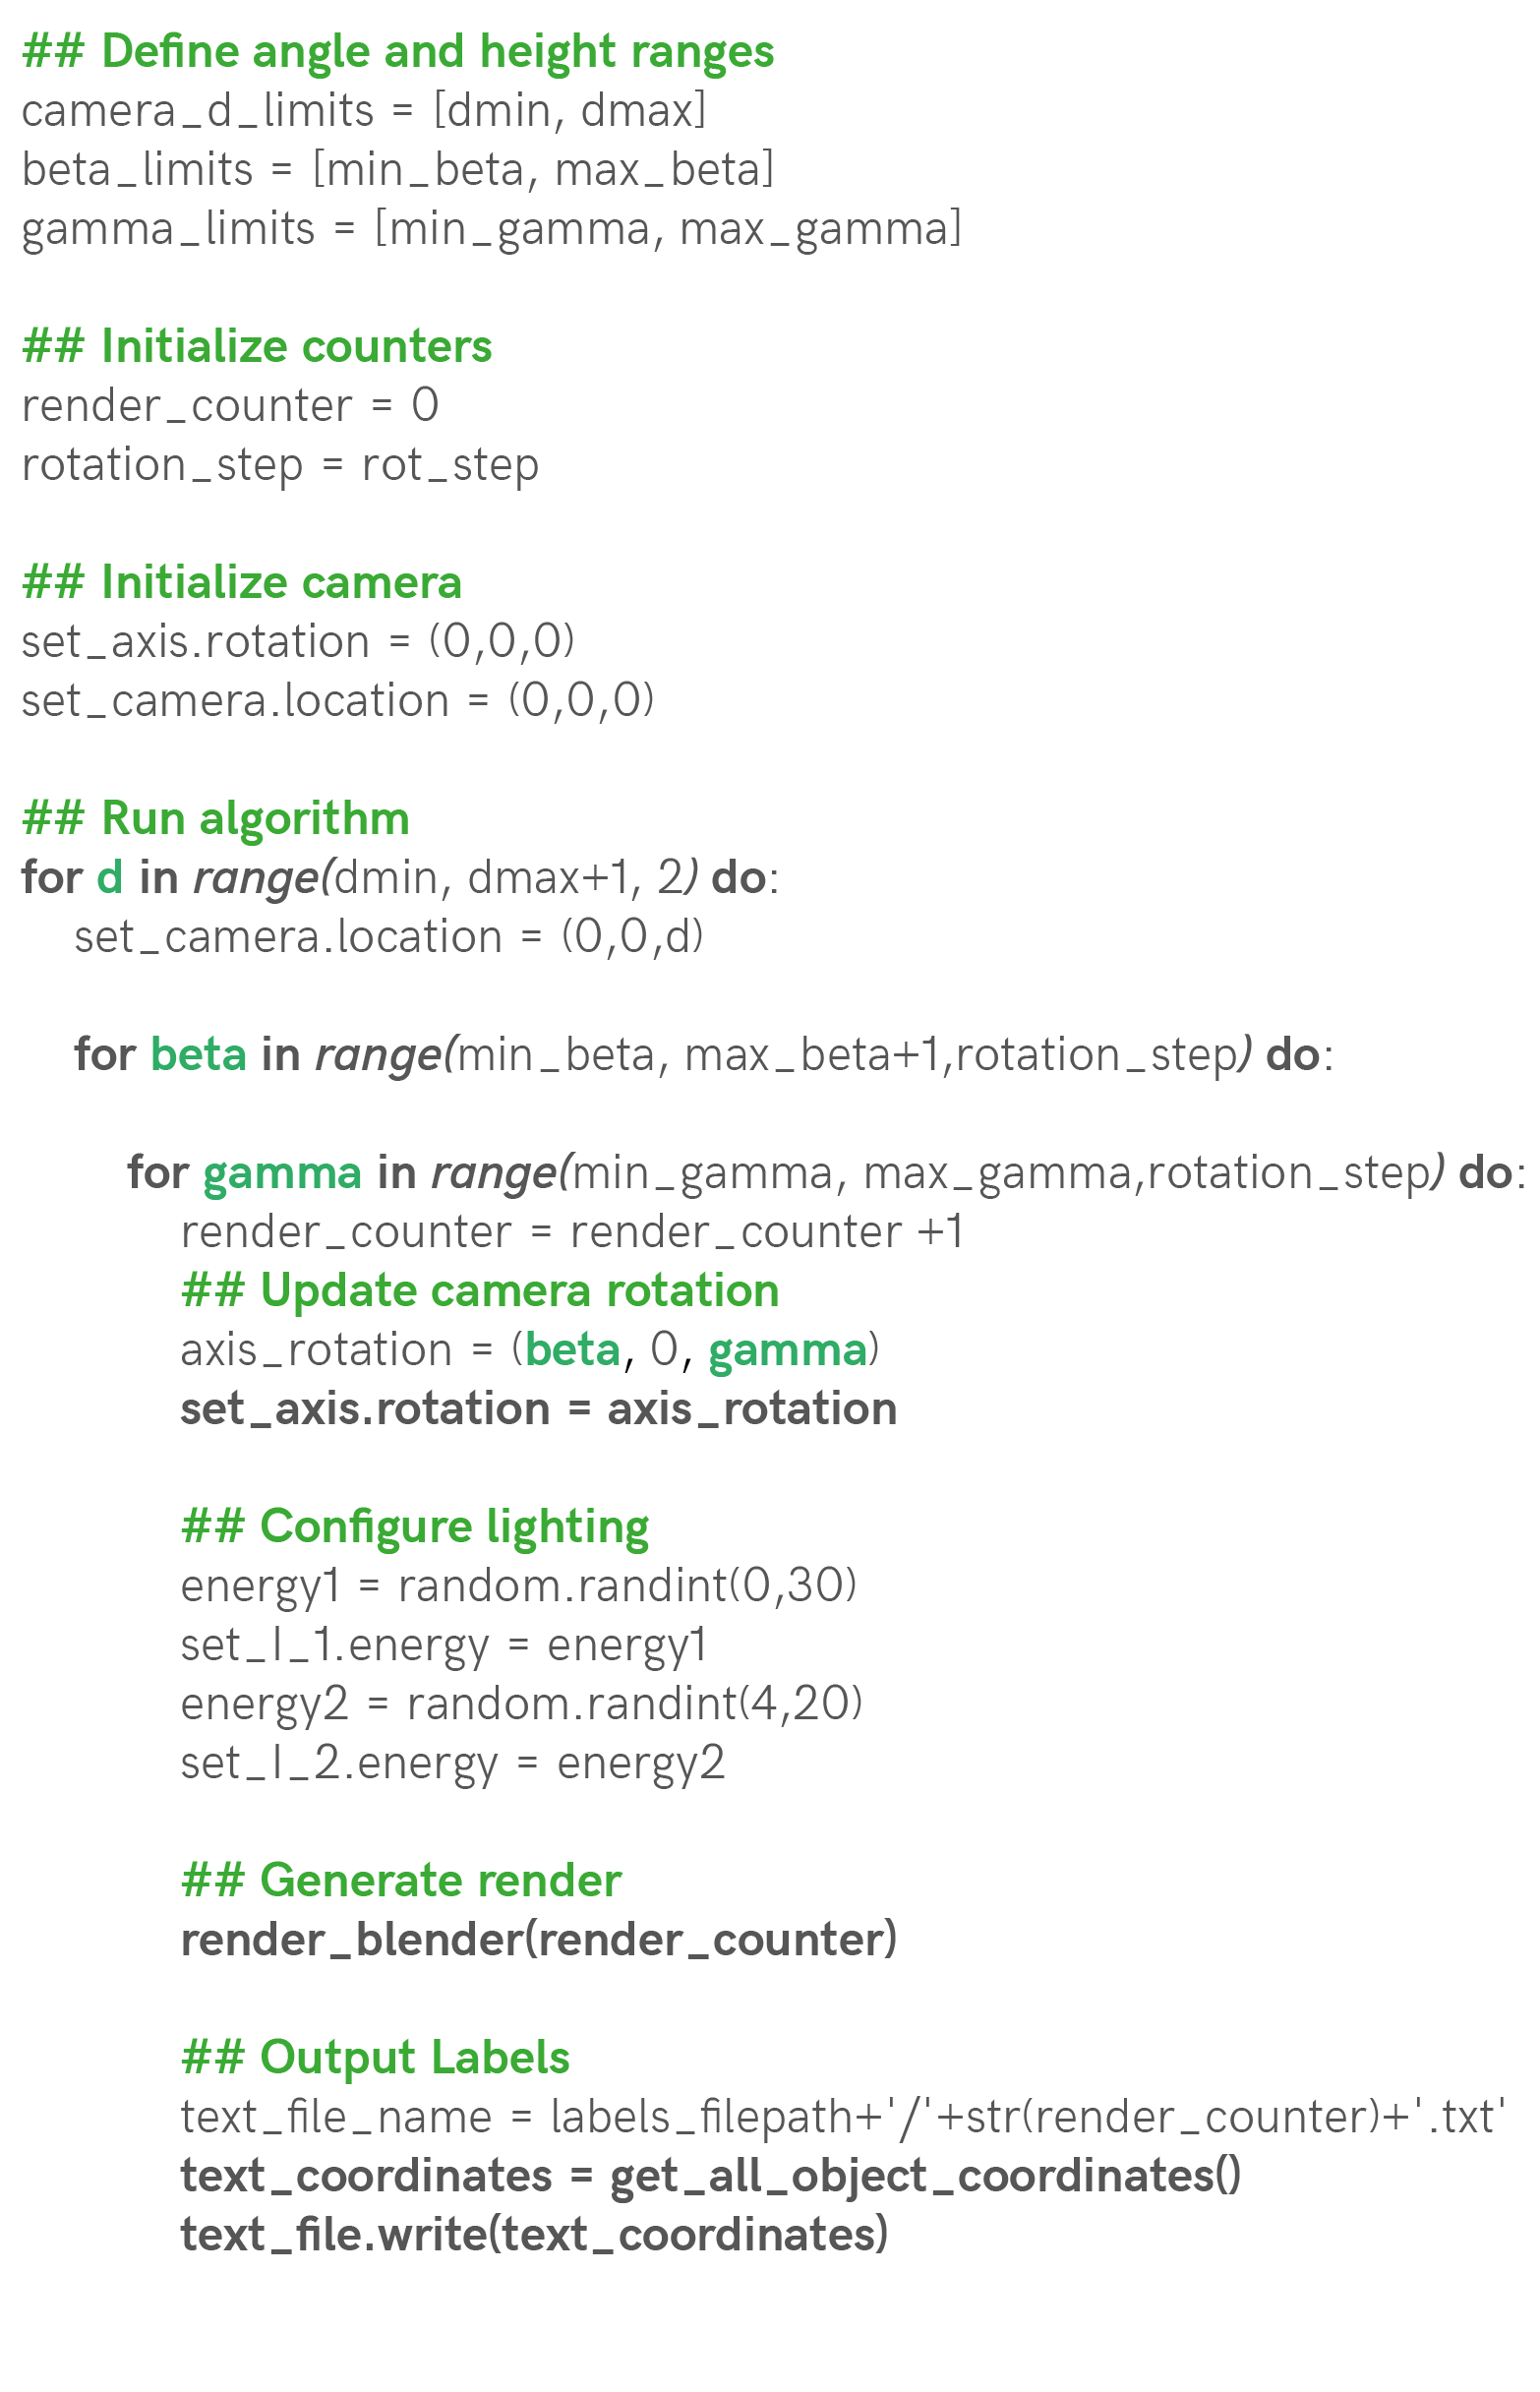 ## Define angle and height ranges
camera_d_limits = [dmin, dmax]
beta_limits = [min_beta, max_beta]
gamma_limits = [min_gamma, max_gamma]
## Initialize counters
render_counter = 0
rotation_step = rot_step
## Initialize camera
set_axis.rotation = (0,0,0)
set_camera.location = (0,0,0)
## Run algorithm
for d in range(dmin, dmax+1, 2) do:
set_camera.location = (0,0,d)
for beta in range(min_beta, max_beta+1,rotation_step) do:
for gamma in range(min_gamma, max_gamma,rotation_step) do:
render_counter = render_counter +1
## Update camera rotation
axis_rotation = (beta, 0, gamma)
set_axis.rotation = axis_rotation
## Configure lighting
energy1 = random.randint(0,30)
set_l_1.energy = energy1
energy2 = random.randint(4,20)
set_l_2.energy = energy2
## Generate render
render_blender(render_counter)
## Output Labels
text_file_name = labels_filepath+'/'+str(render_counter)+'.txt'
text_coordinates = get_all_object_coordinates()
text_file.write(text_coordinates)